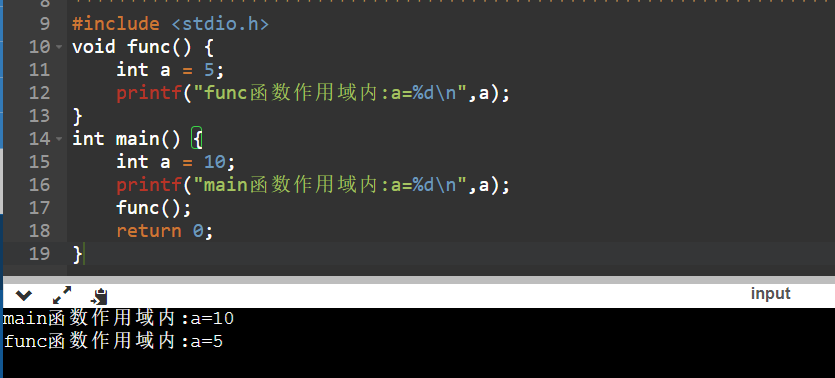 8
9 #include <stdio.h>
10 void func() {
11 int a = 5;
12 printf("func函数作用域内:a=%d\n",a);
13 }
14 int main() {
15 int a = 10;
16 printf("main函数作用域内:a=%d\n",a);
17 func();
18 return 0;
19 }
input
main函数作用域内:a=10
func函数作用域内:a=5